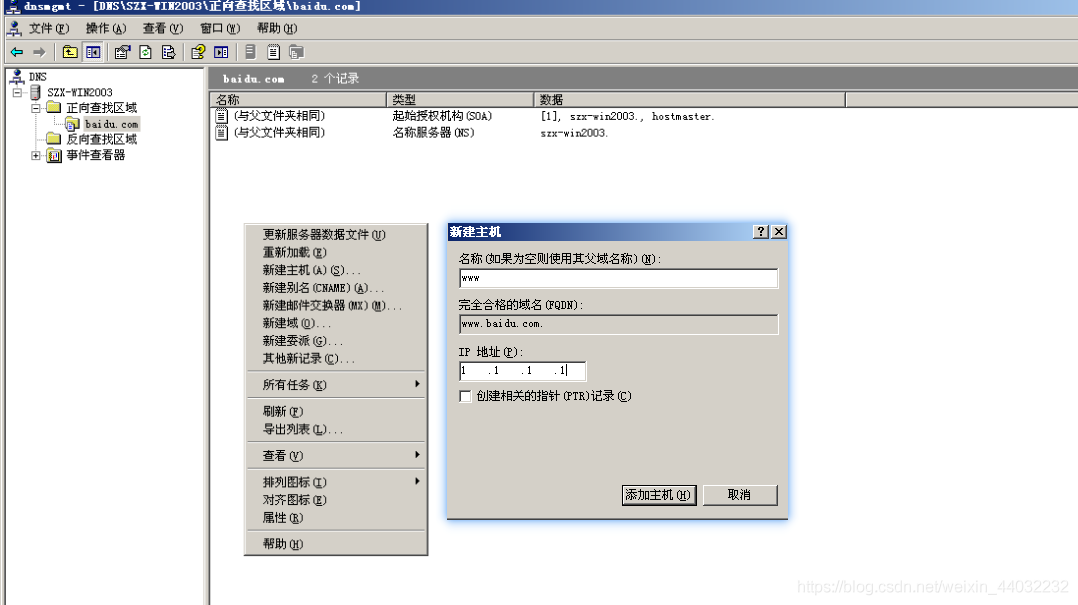 dnsmgmt - [DNS\SZX-WIN2003\正向查找区域\baidu.com]
文件(F) 操作(A) 查看(V) 窗口(W) 帮助(H)
DNS
SZX-WIN2003
正向查找区域
baidu.com
反向查找区域
事件查看器
baidu.com 2 个记录
名称 类型 数据
(与父文件夹相同) 起始授权机构(SOA) [1], szx-win2003., hostmaster.
(与父文件夹相同) 名称服务器(NS) szx-win2003.
更新服务器数据文件(U)
重新加载(E)
新建主机(A)(S)...
新建别名(CNAME)(A)...
新建邮件交换器(MX)(M)...
新建域(O)...
新建委派(G)...
其他新记录(C)...
所有任务(K)
刷新(F)
导出列表(L)...
查看(V)
排列图标(I)
对齐图标(E)
属性(R)
帮助(H)
新建主机
名称(如果为空则使用其父域名称)(N):
www
完全合格的域名(FQDN):
www.baidu.com.
IP 地址(P):
1 .1 .1 .1
创建相关的指针(PTR)记录(C)
添加主机(H) 取消
https://blog.csdn.net/weixin_44032232